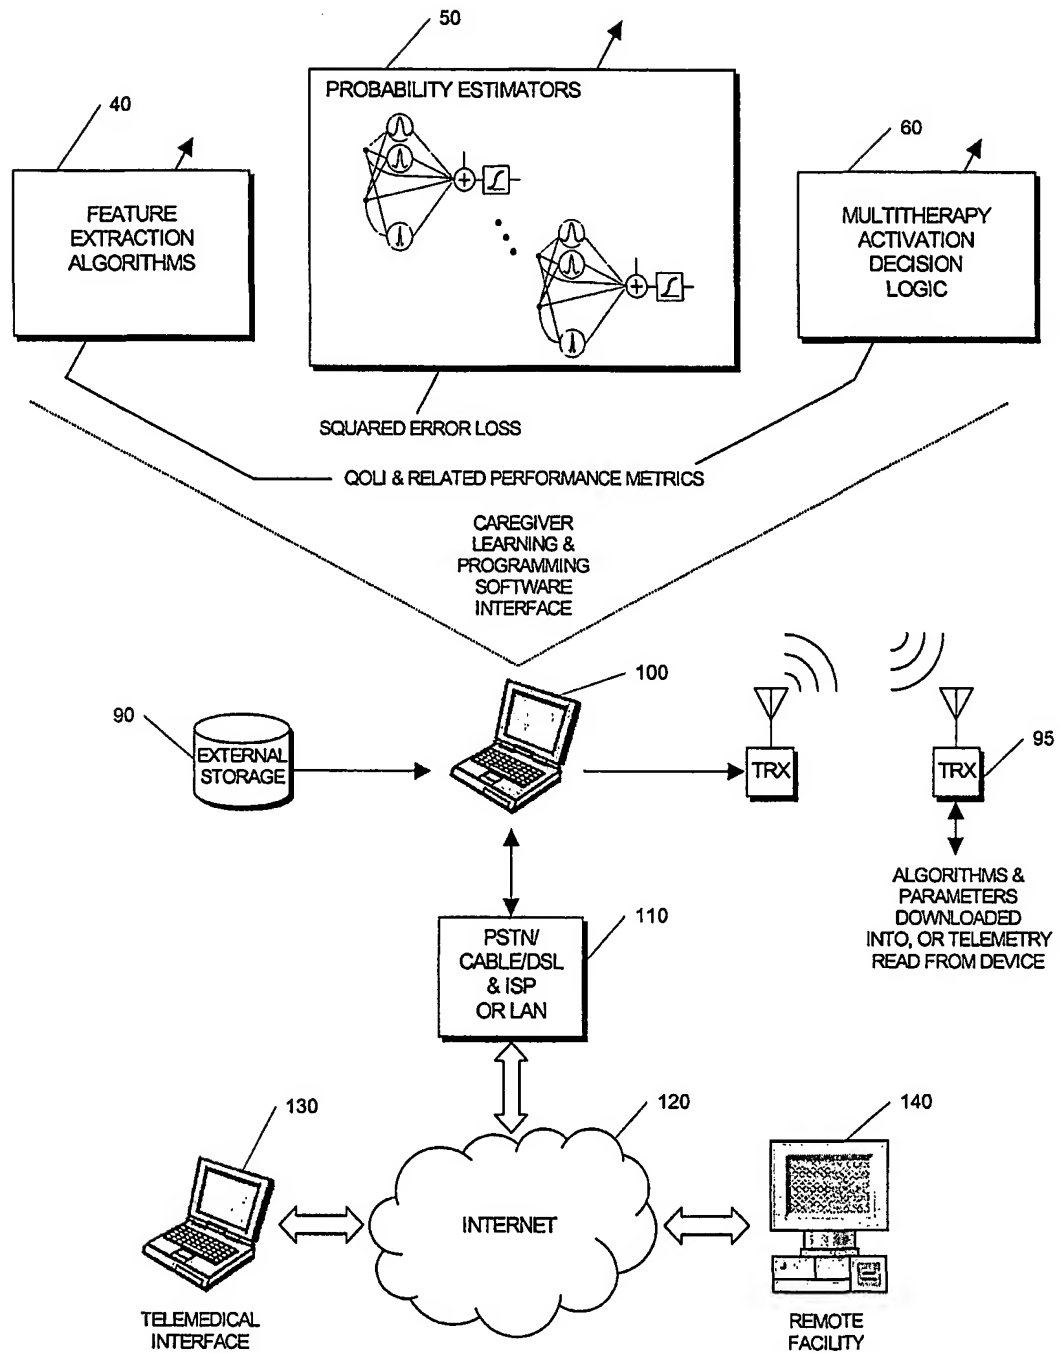 50
PROBABILITY ESTIMATORS
40
60
FEATURE
EXTRACTION
ALGORITHMS
MULTITHERAPY
ACTIVATION
DECISION
LOGIC
SQUARED ERROR LOSS
QOLI & RELATED PERFORMANCE METRICS
CAREGIVER
LEARNING &
PROGRAMMING
SOFTWARE
INTERFACE
100
90
EXTERNAL
STORAGE
TRX
TRX
95
ALGORITHMS &
PARAMETERS
DOWNLOADED
INTO, OR TELEMETRY
READ FROM DEVICE
110
PSTN/
CABLE/DSL
& ISP
OR LAN
130
120
140
INTERNET
TELEMEDICAL
INTERFACE
REMOTE
FACILITY